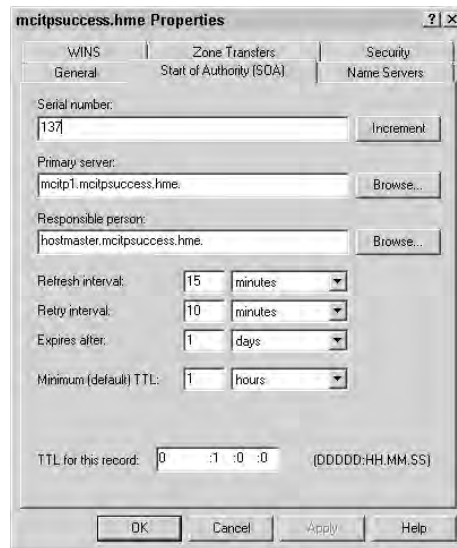 mcitpsuccess.hme Properties ? ×
WINS Zone Transfers Security
General Start of Authority (SOA) Name Servers
Serial number:
137 Increment
Primary server:
mcitp1.mcitpsuccess.hme. Browse...
Responsible person:
hostmaster.mcitpsuccess.hme. Browse...
Refresh interval: 15 minutes
Retry interval: 10 minutes
Expires after: 1 days
Minimum (default) TTL: 1 hours
TTL for this record: 0 :1 :0 :0 (DDDDD:HH.MM.SS)
OK Cancel Apply Help